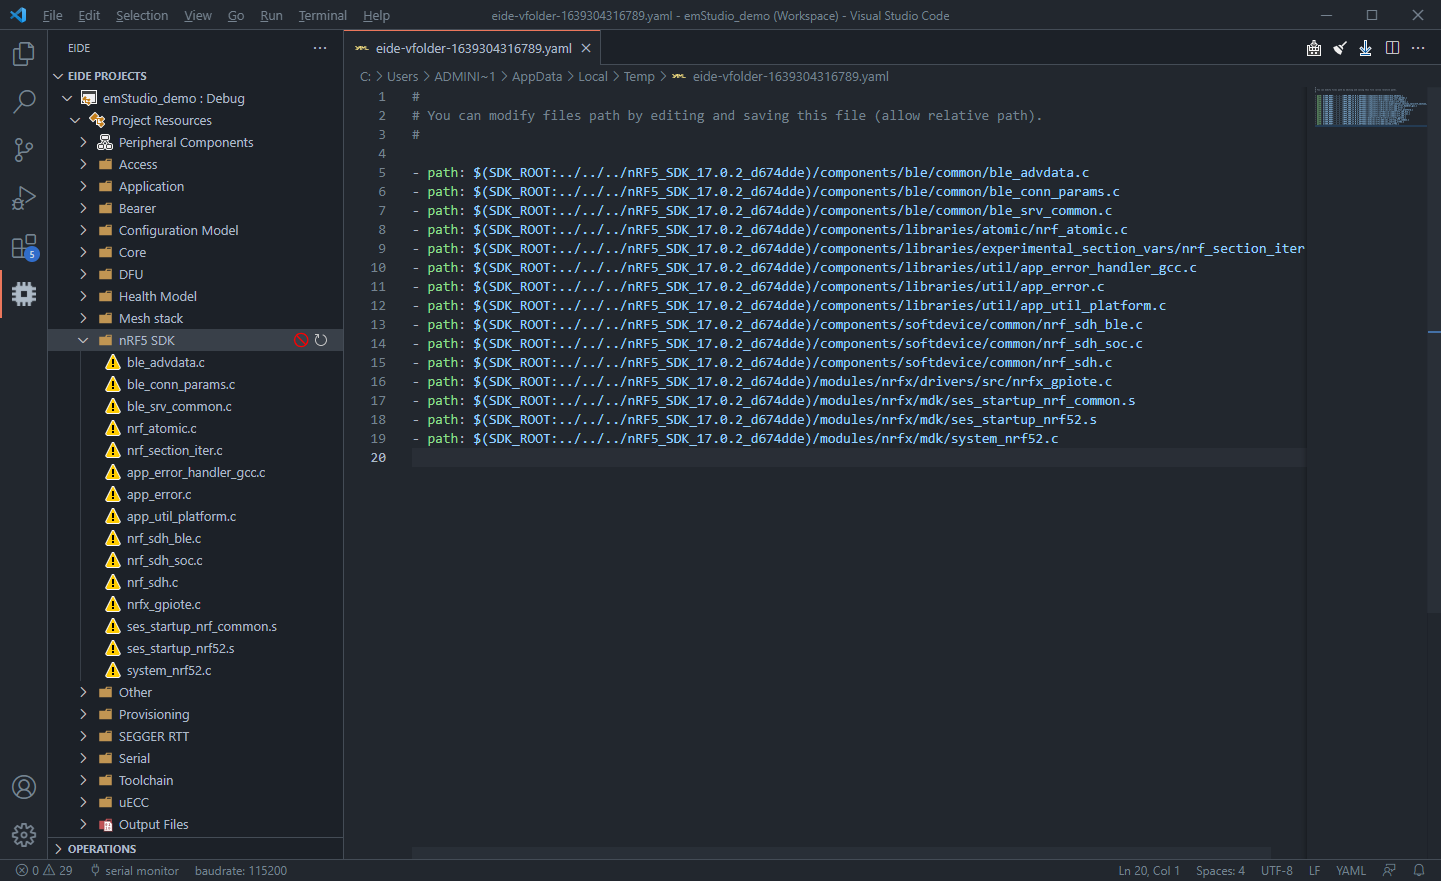 File Edit Selection View Go Run Terminal Help
eide-vfolder-1639304316789.yaml - emStudio_demo (Workspace) - Visual Studio Code
EIDE
EIDE PROJECTS
emStudio_demo : Debug
Project Resources
Peripheral Components
Access
Application
Bearer
Configuration Model
Core
DFU
Health Model
Mesh stack
nRF5 SDK
ble_advdata.c
ble_conn_params.c
ble_srv_common.c
nrf_atomic.c
nrf_section_iter.c
app_error_handler_gcc.c
app_error.c
app_util_platform.c
nrf_sdh_ble.c
nrf_sdh_soc.c
nrf_sdh.c
nrfx_gpiote.c
ses_startup_nrf_common.s
ses_startup_nrf52.s
system_nrf52.c
Other
Provisioning
SEGGER RTT
Serial
Toolchain
uECC
Output Files
OPERATIONS
5
eide-vfolder-1639304316789.yaml
C: > Users > ADMINI~1 > AppData > Local > Temp > eide-vfolder-1639304316789.yaml
1 #
2 # You can modify files path by editing and saving this file (allow relative path).
3 #
4
5 - path: $(SDK_ROOT:../../../nRF5_SDK_17.0.2_d674dde)/components/ble/common/ble_advdata.c
6 - path: $(SDK_ROOT:../../../nRF5_SDK_17.0.2_d674dde)/components/ble/common/ble_conn_params.c
7 - path: $(SDK_ROOT:../../../nRF5_SDK_17.0.2_d674dde)/components/ble/common/ble_srv_common.c
8 - path: $(SDK_ROOT:../../../nRF5_SDK_17.0.2_d674dde)/components/libraries/atomic/nrf_atomic.c
9 - path: $(SDK_ROOT:../../../nRF5_SDK_17.0.2_d674dde)/components/libraries/experimental_section_vars/nrf_section_iter
10 - path: $(SDK_ROOT:../../../nRF5_SDK_17.0.2_d674dde)/components/libraries/util/app_error_handler_gcc.c
11 - path: $(SDK_ROOT:../../../nRF5_SDK_17.0.2_d674dde)/components/libraries/util/app_error.c
12 - path: $(SDK_ROOT:../../../nRF5_SDK_17.0.2_d674dde)/components/libraries/util/app_util_platform.c
13 - path: $(SDK_ROOT:../../../nRF5_SDK_17.0.2_d674dde)/components/softdevice/common/nrf_sdh_ble.c
14 - path: $(SDK_ROOT:../../../nRF5_SDK_17.0.2_d674dde)/components/softdevice/common/nrf_sdh_soc.c
15 - path: $(SDK_ROOT:../../../nRF5_SDK_17.0.2_d674dde)/components/softdevice/common/nrf_sdh.c
16 - path: $(SDK_ROOT:../../../nRF5_SDK_17.0.2_d674dde)/modules/nrfx/drivers/src/nrfx_gpiote.c
17 - path: $(SDK_ROOT:../../../nRF5_SDK_17.0.2_d674dde)/modules/nrfx/mdk/ses_startup_nrf_common.s
18 - path: $(SDK_ROOT:../../../nRF5_SDK_17.0.2_d674dde)/modules/nrfx/mdk/ses_startup_nrf52.s
19 - path: $(SDK_ROOT:../../../nRF5_SDK_17.0.2_d674dde)/modules/nrfx/mdk/system_nrf52.c
20
0 29 serial monitor baudrate: 115200
Ln 20, Col 1 Spaces: 4 UTF-8 LF YAML